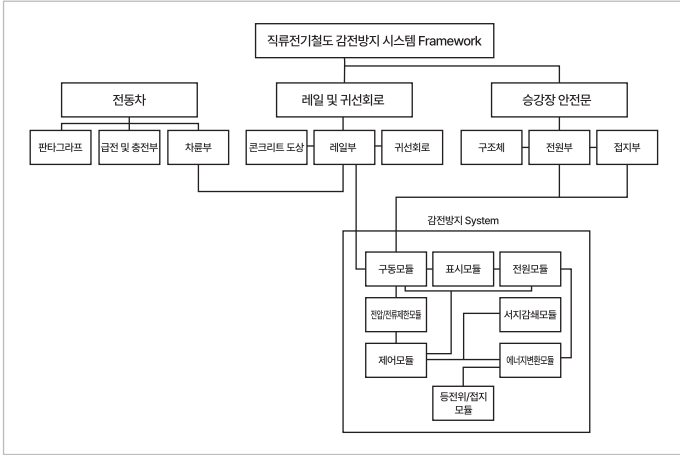 직류전기철도 감전방지 시스템 Framework
전동차
레일 및 귀선회로
승강장 안전문
판타그라프
급전 및 충전부
차륜부
콘크리트 도상
레일부
귀선회로
구조체
전원부
접지부
감전방지 System
구동모듈
표시모듈
전원모듈
전압/전류제한모듈
서지감쇄모듈
제어모듈
에너지변환모듈
등전위/접지
모듈